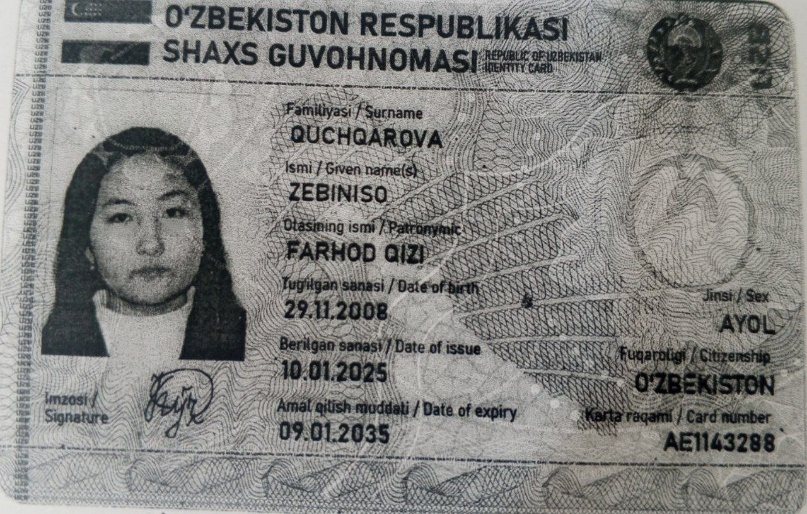 O‘ZBEKISTON RESPUBLIKASI
SHAXS GUVOHNOMASI REPUBLIC OF UZBEKISTAN
IDENTITY CARD
Familiyasi / Surname
QUCHQAROVA
Ismi / Given name(s)
ZEBINISO
Otasining ismi / Patronymic
FARHOD QIZI
Tug‘ilgan sanasi / Date of birth
29.11.2008
Jinsi / Sex
AYOL
Berilgan sanasi / Date of issue
10.01.2025
Fuqaroligi / Citizenship
O‘ZBEKISTON
Imzosi /
Signature
Amal qilish muddati / Date of expiry
09.01.2035
Karta raqami / Card number
AE1143288